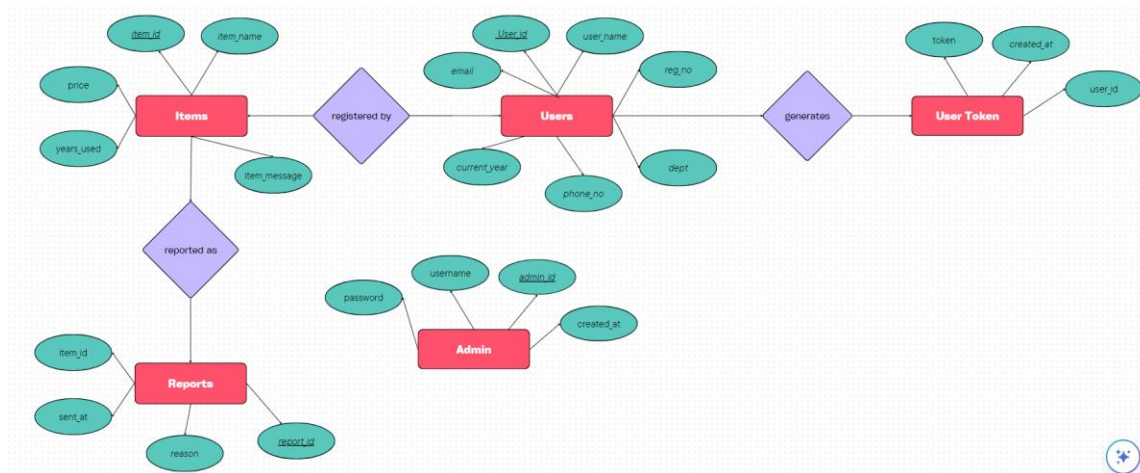 item_id
item_name
price
Items
years_used
item_message
registered by
User_id
user_name
email
reg_no
Users
current_year
phone_no
dept
generates
token
created_at
user_id
User Token
reported as
password
username
admin_id
created_at
Admin
item_id
Reports
sent_at
reason
report_id